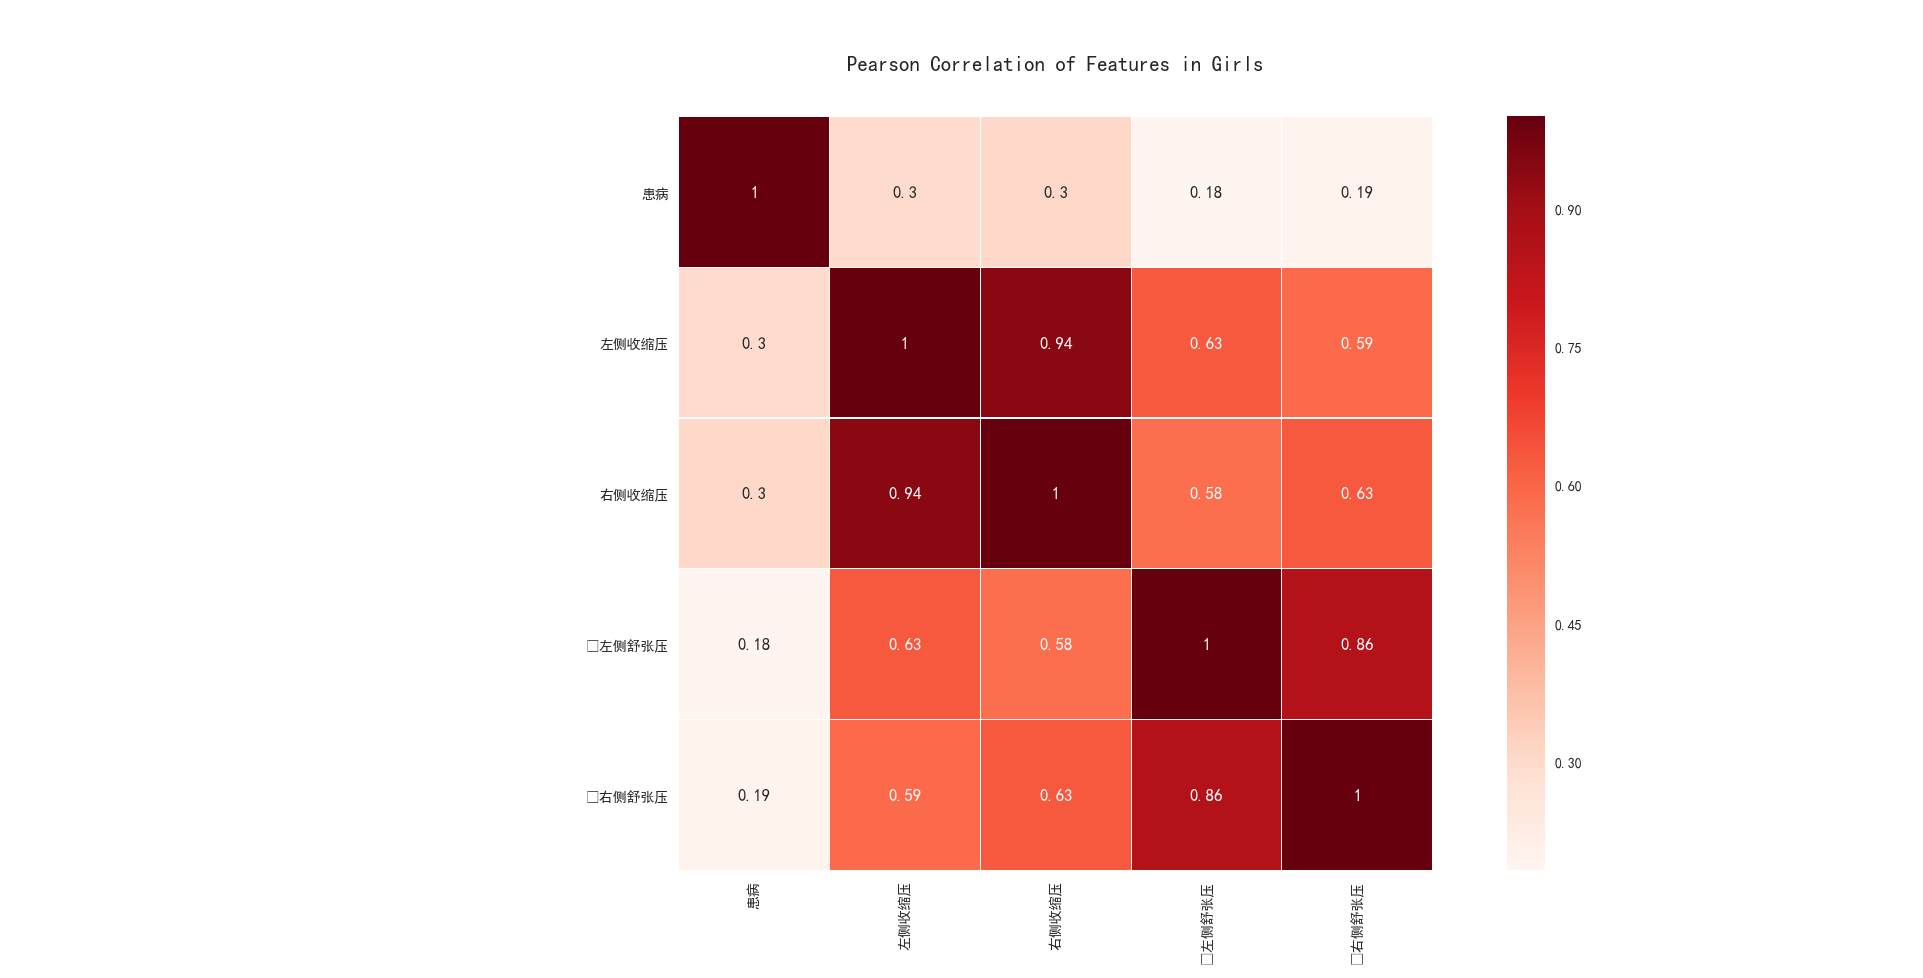 Pearson Correlation of Features in Girls
患病 1 0.3 0.3 0.18 0.19
左侧收缩压 0.3 1 0.94 0.63 0.59
右侧收缩压 0.3 0.94 1 0.58 0.63
□左侧舒张压 0.18 0.63 0.58 1 0.86
□右侧舒张压 0.19 0.59 0.63 0.86 1
患病 左侧收缩压 右侧收缩压 □左侧舒张压 □右侧舒张压
0.90
0.75
0.60
0.45
0.30